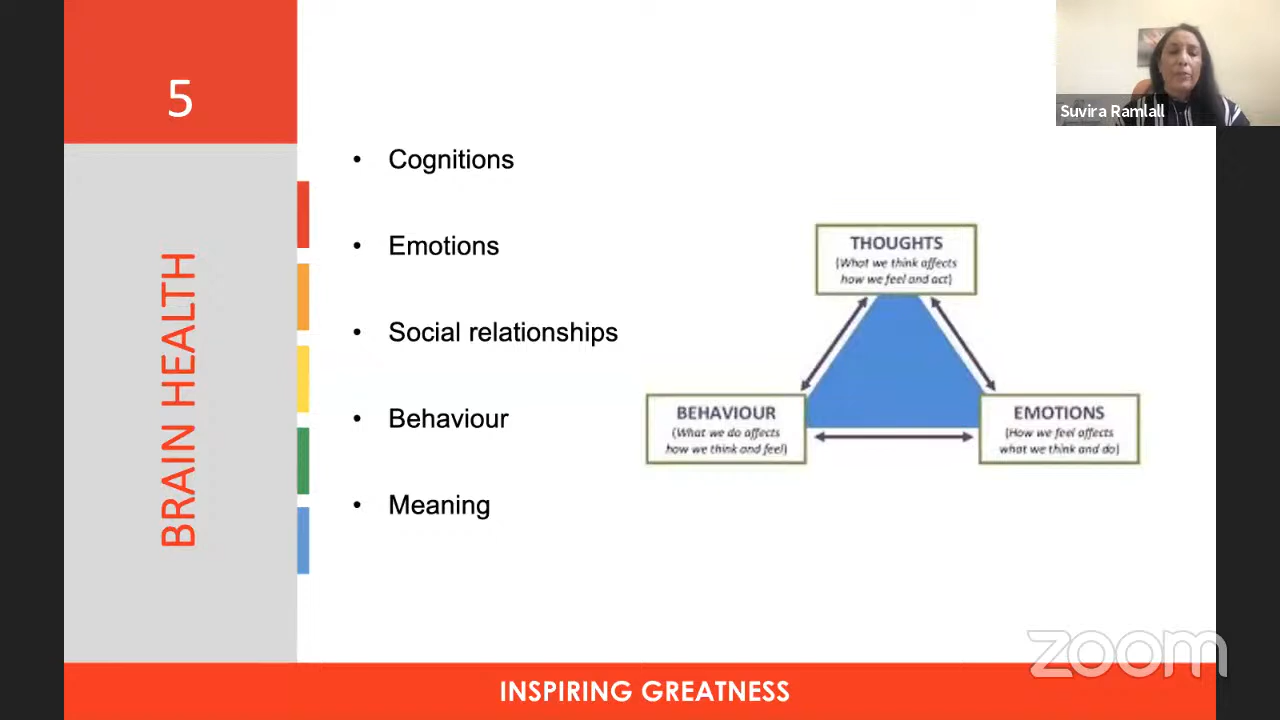 5
BRAIN HEALTH
• Cognitions
• Emotions
• Social relationships
• Behaviour
• Meaning
THOUGHTS
(What we think affects
how we feel and act)
BEHAVIOUR
(What we do affects
how we think and feel)
EMOTIONS
(How we feel affects
what we think and do)
Suvira Ramlall
zoom
INSPIRING GREATNESS